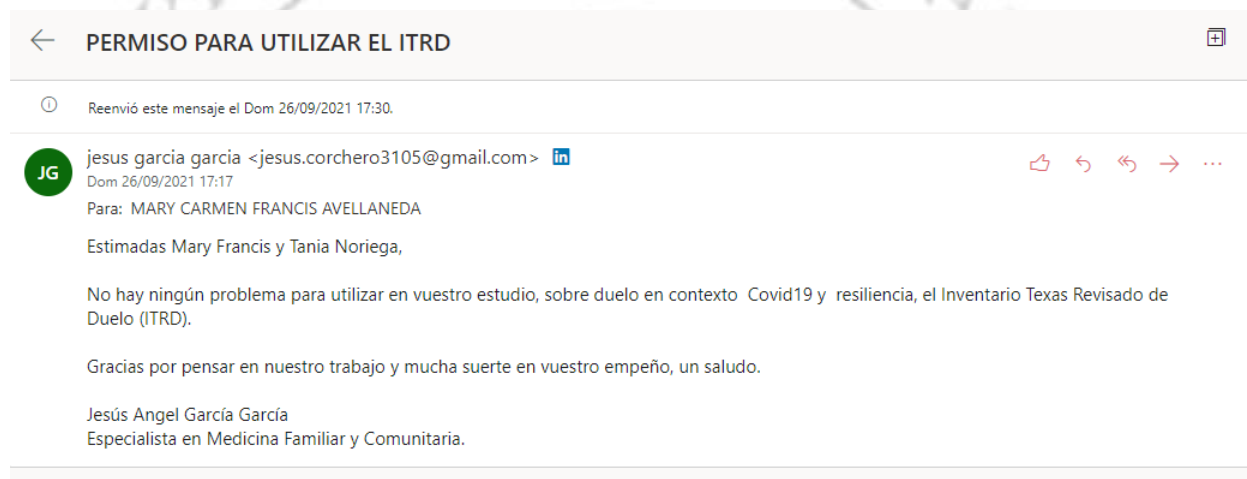 PERMISO PARA UTILIZAR EL ITRD
Reenvió este mensaje el Dom 26/09/2021 17:30.
JG
jesus garcia garcia <jesus.corchero3105@gmail.com> in
Dom 26/09/2021 17:17
Para: MARY CARMEN FRANCIS AVELLANEDA
Estimadas Mary Francis y Tania Noriega,
No hay ningún problema para utilizar en vuestro estudio, sobre duelo en contexto Covid19 y resiliencia, el Inventario Texas Revisado de
Duelo (ITRD).
Gracias por pensar en nuestro trabajo y mucha suerte en vuestro empeño, un saludo.
Jesús Angel García García
Especialista en Medicina Familiar y Comunitaria.